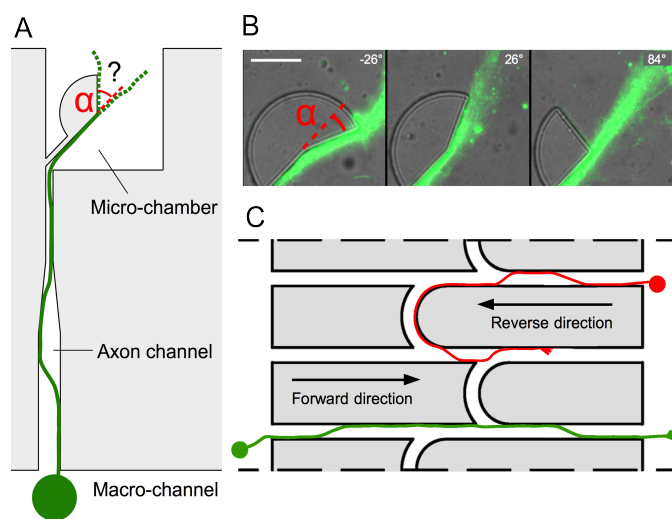 A
?
α
Micro-chamber
Axon channel
Macro-channel
B
-26°
α
26°
84°
C
Reverse direction
Forward direction